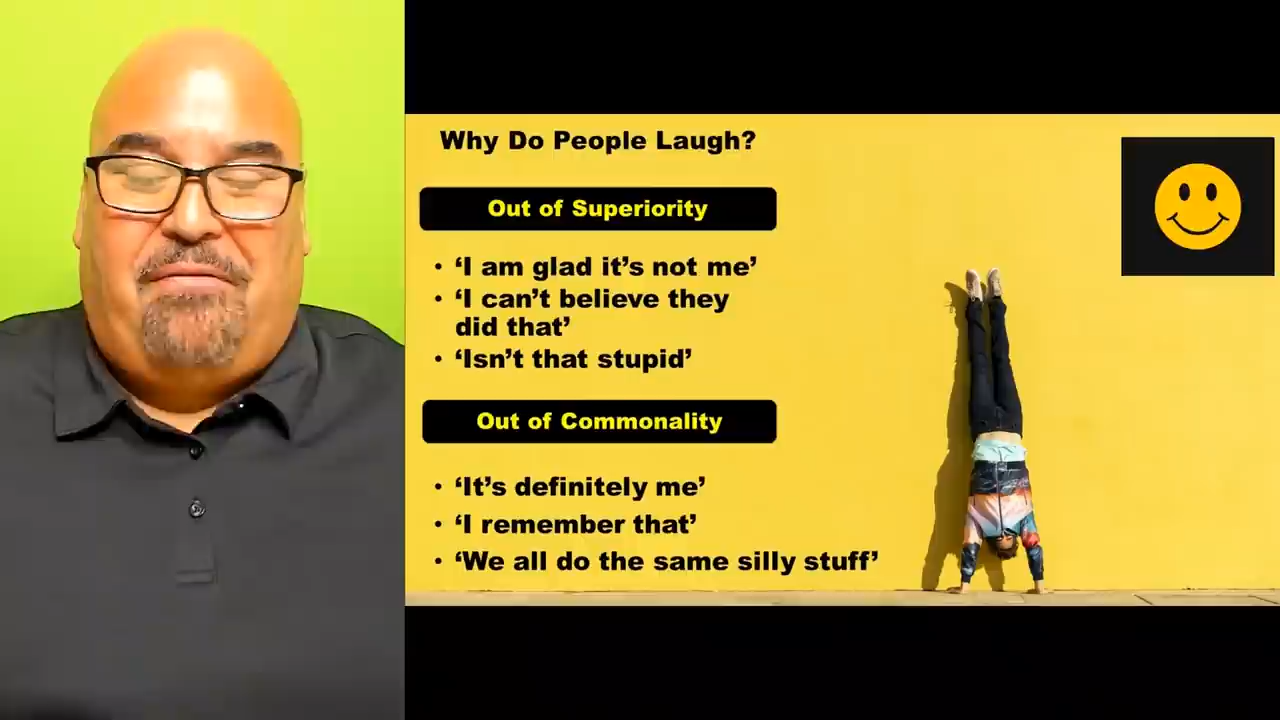 Why Do People Laugh?
Out of Superiority
• ‘I am glad it’s not me’
• ‘I can’t believe they
did that’
• ‘Isn’t that stupid’
Out of Commonality
• ‘It’s definitely me’
• ‘I remember that’
• ‘We all do the same silly stuff’